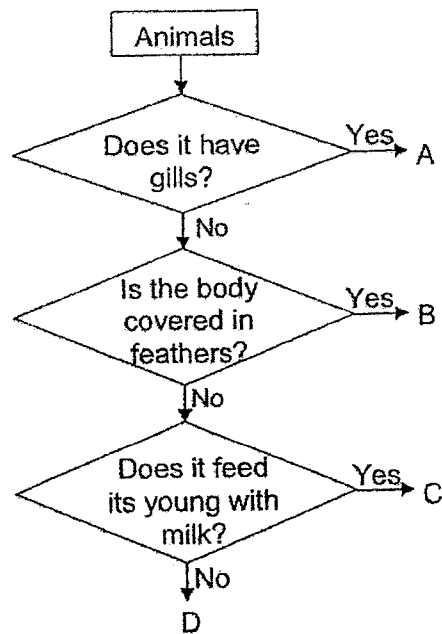 Animals
Does it have
gills?
Yes
A
No
Is the body
covered in
feathers?
Yes
B
No
Does it feed
its young with
milk?
Yes
C
No
D